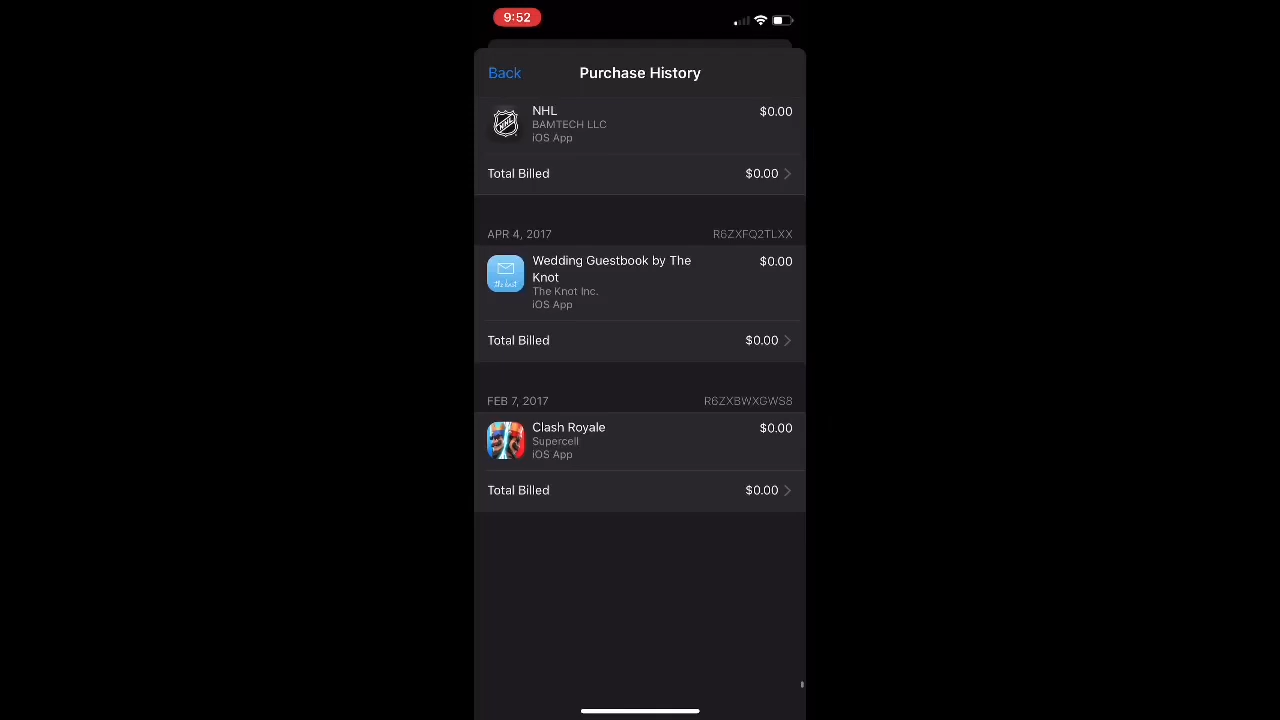 9:52
Back
Purchase History
NHL
$0.00
BAMTECH LLC
iOS App
Total Billed
$0.00
APR 4, 2017
R6ZXFQ2TLXX
Wedding Guestbook by The
$0.00
Knot
The Knot Inc.
iOS App
Total Billed
$0.00
FEB 7, 2017
R6ZXBWXGWS8
Clash Royale
$0.00
Supercell
iOS App
Total Billed
$0.00